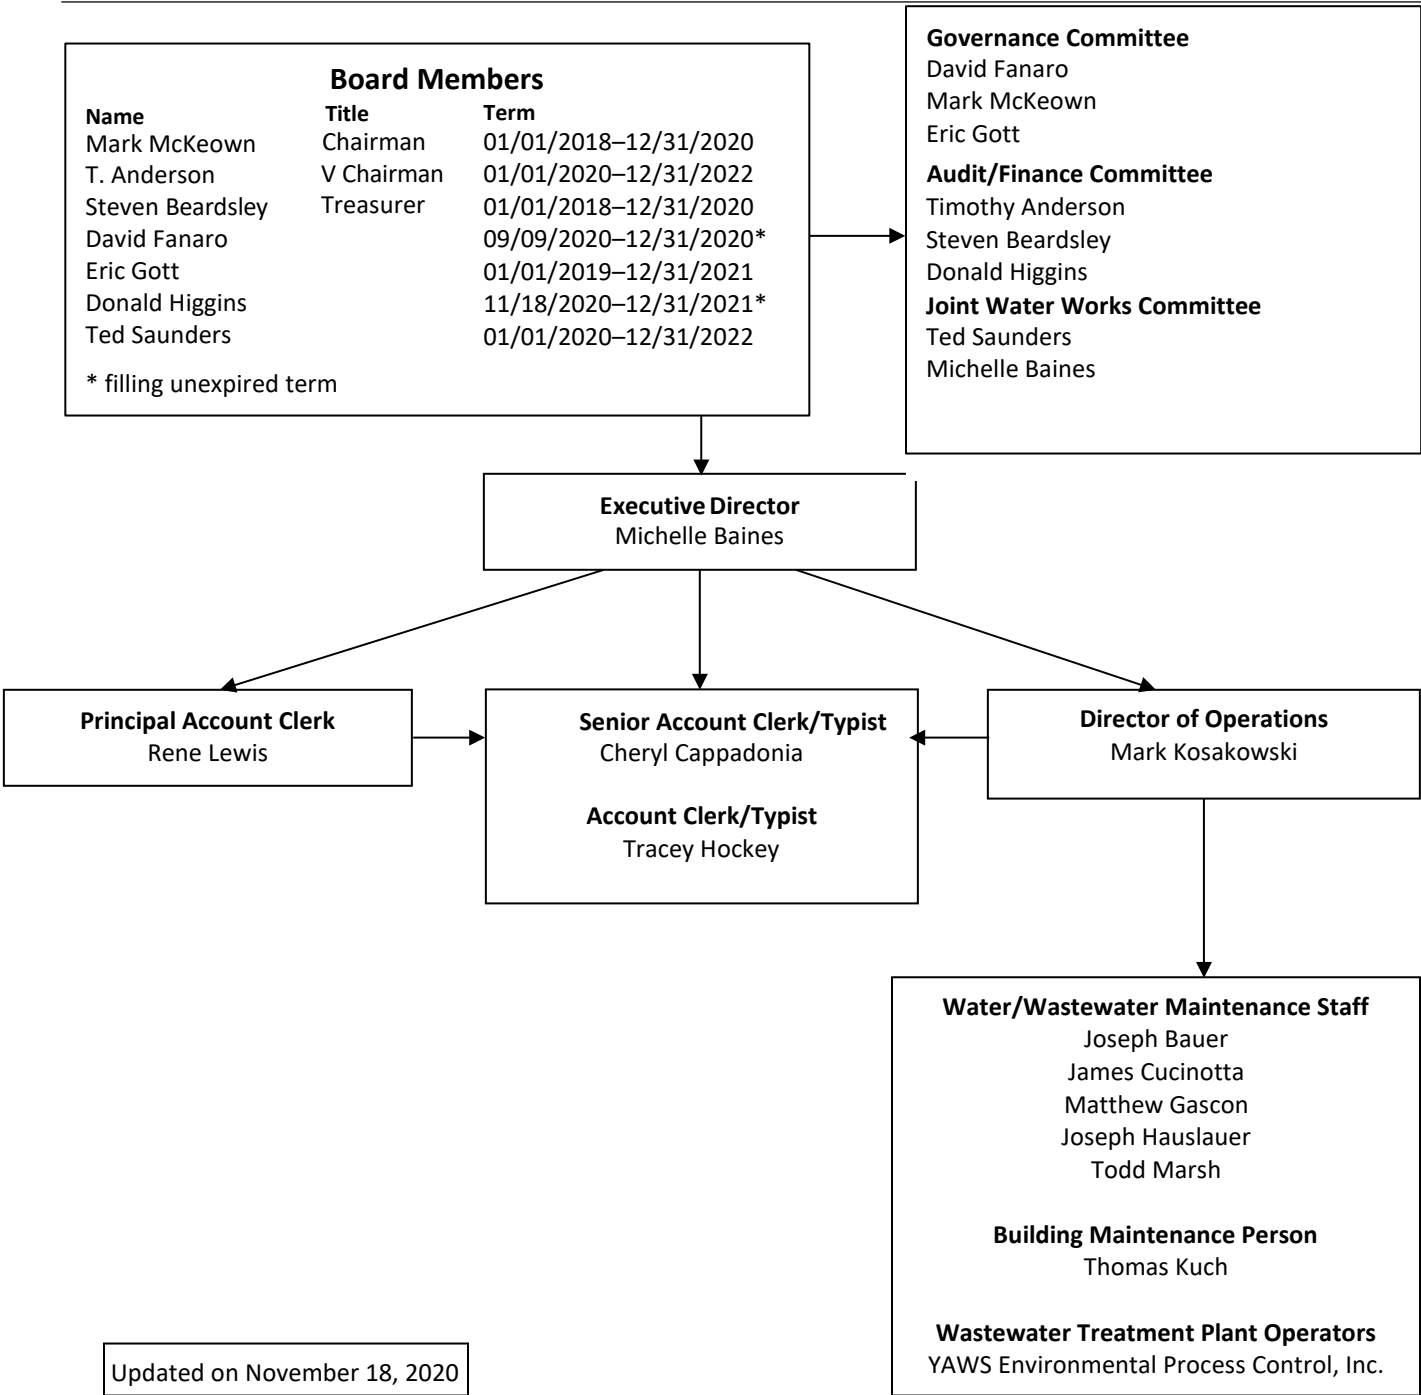 Board Members
Name Title Term
Mark McKeown Chairman 01/01/2018–12/31/2020
T. Anderson V Chairman 01/01/2020–12/31/2022
Steven Beardsley Treasurer 01/01/2018–12/31/2020
David Fanaro 09/09/2020–12/31/2020*
Eric Gott 01/01/2019–12/31/2021
Donald Higgins 11/18/2020–12/31/2021*
Ted Saunders 01/01/2020–12/31/2022
* filling unexpired term
Governance Committee
David Fanaro
Mark McKeown
Eric Gott
Audit/Finance Committee
Timothy Anderson
Steven Beardsley
Donald Higgins
Joint Water Works Committee
Ted Saunders
Michelle Baines
Executive Director
Michelle Baines
Principal Account Clerk
Rene Lewis
Senior Account Clerk/Typist
Cheryl Cappadonia
Account Clerk/Typist
Tracey Hockey
Director of Operations
Mark Kosakowski
Water/Wastewater Maintenance Staff
Joseph Bauer
James Cucinotta
Matthew Gascon
Joseph Hauslauer
Todd Marsh
Building Maintenance Person
Thomas Kuch
Wastewater Treatment Plant Operators
YAWS Environmental Process Control, Inc.
Updated on November 18, 2020